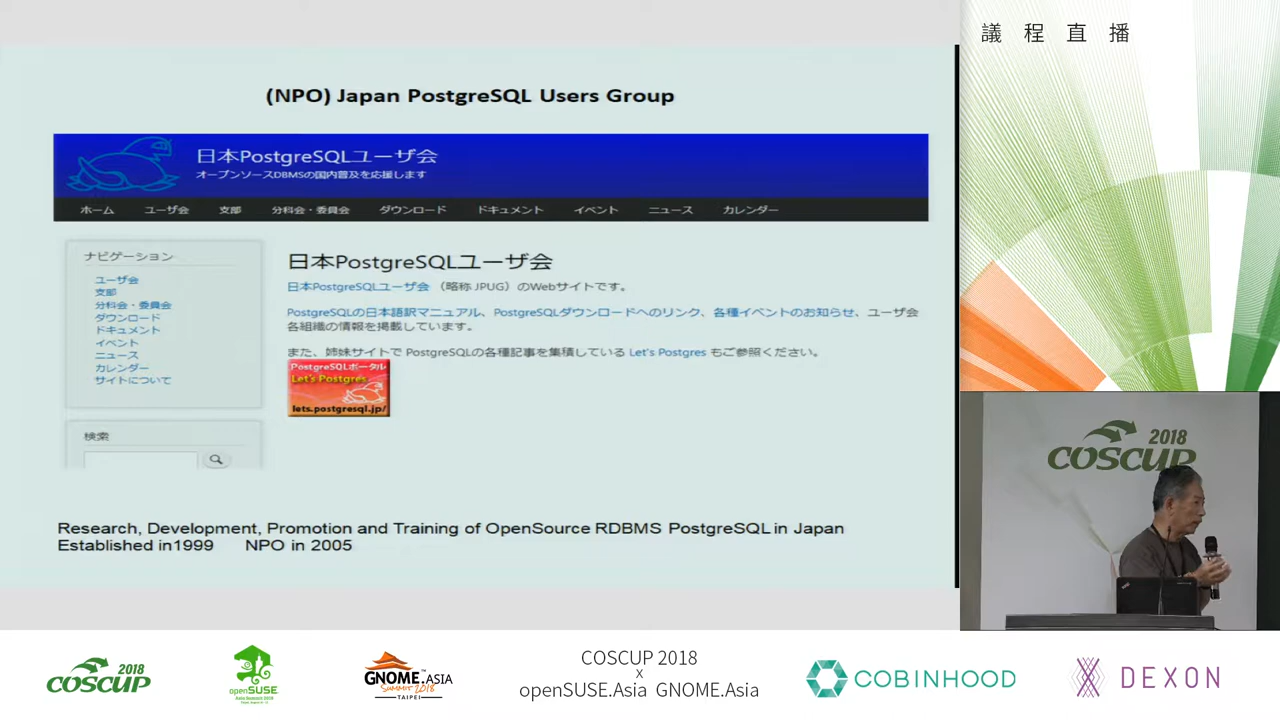 議程直播
(NPO) Japan PostgreSQL Users Group
日本PostgreSQLユーザ会
オープンソースDBMSの国内普及を応援します
ホーム ユーザ会 支部 分科会・委員会 ダウンロード ドキュメント イベント ニュース カレンダー
ナビゲーション
ユーザ会
支部
分科会・委員会
ダウンロード
ドキュメント
イベント
ニュース
カレンダー
サイトについて
検索
日本PostgreSQLユーザ会
日本PostgreSQLユーザ会 （略称 JPUG）のWebサイトです。
PostgreSQLの日本語訳マニュアル、PostgreSQLダウンロードへのリンク、各種イベントのお知らせ、ユーザ会
各組織の情報を掲載しています。
また、姉妹サイトで PostgreSQLの各種記事を集積している Let's Postgres もご参照ください。
PostgreSQLポータル
Let's Postgres
lets.postgresql.jp/
Research, Development, Promotion and Training of OpenSource RDBMS PostgreSQL in Japan
Established in1999 NPO in 2005
2018
COSCUP
2018
COSCUP
openSUSE
GNOME.ASIA
SUMMIT 2018
TAIPEI
COSCUP 2018
x
openSUSE.Asia GNOME.Asia
COBINHOOD
DEXON